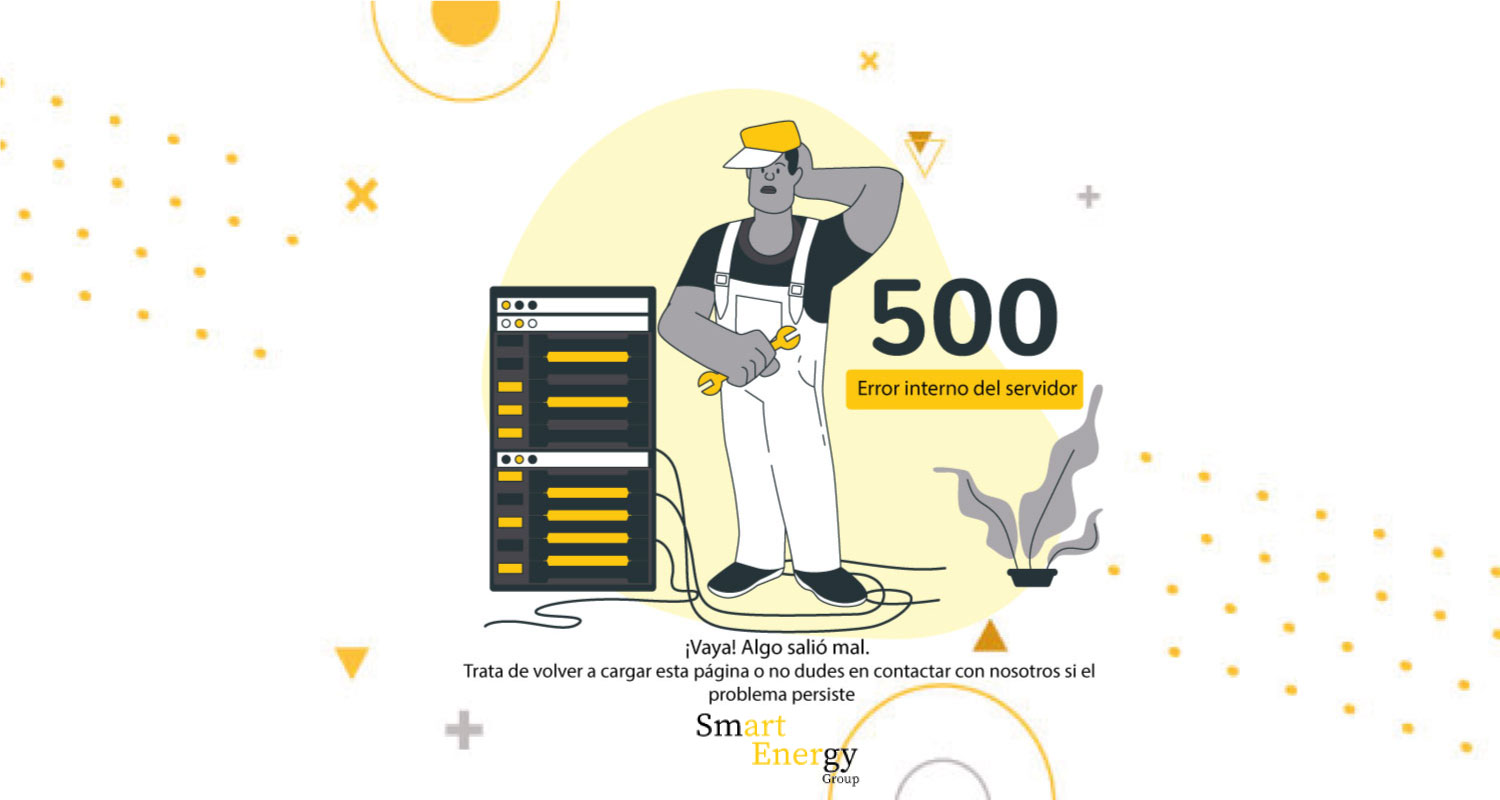 500
Error interno del servidor
¡Vaya! Algo salió mal.
Trata de volver a cargar esta página o no dudes en contactar con nosotros si el
problema persiste
Smart
Energy
Group